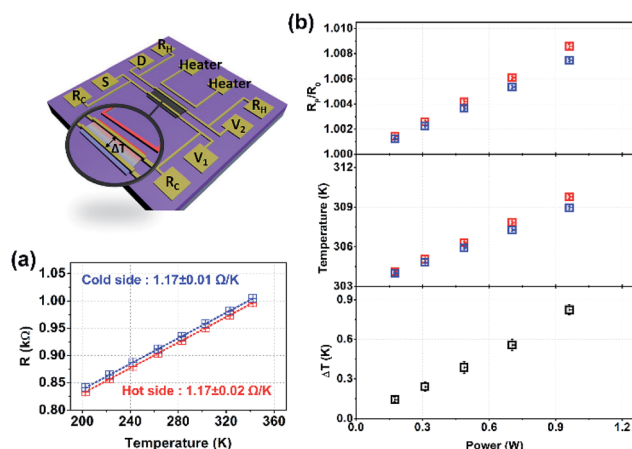 R_H
D
S
R_C
Heater
Heater
R_H
V_2
V_1
R_C
ΔT
(a)
R (kΩ)
1.05
1.00
0.95
0.90
0.85
0.80
Cold side : 1.17±0.01 Ω/K
Hot side : 1.17±0.02 Ω/K
200 240 280 320 360
Temperature (K)
(b)
R_P/R_0
1.010
1.008
1.006
1.004
1.002
1.000
Temperature (K)
312
309
306
303
ΔT (K)
0.9
0.6
0.3
0.0
0.0 0.3 0.6 0.9 1.2
Power (W)